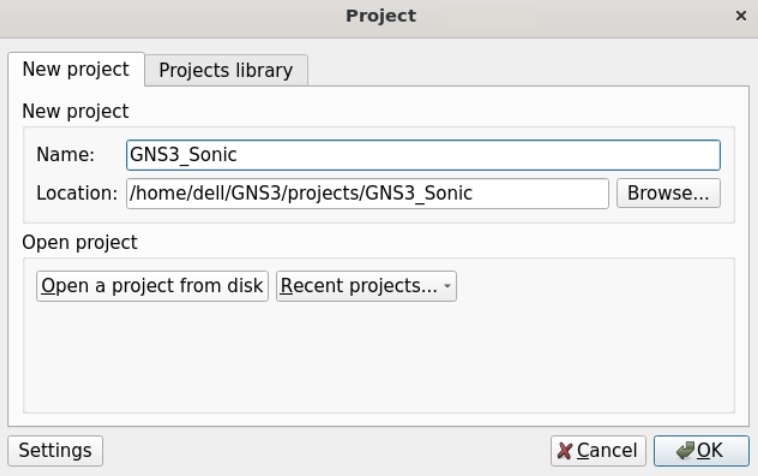 Project
New project Projects library
New project
Name: GNS3_Sonic
Location: /home/dell/GNS3/projects/GNS3_Sonic Browse...
Open project
Open a project from disk Recent projects...
Settings Cancel OK